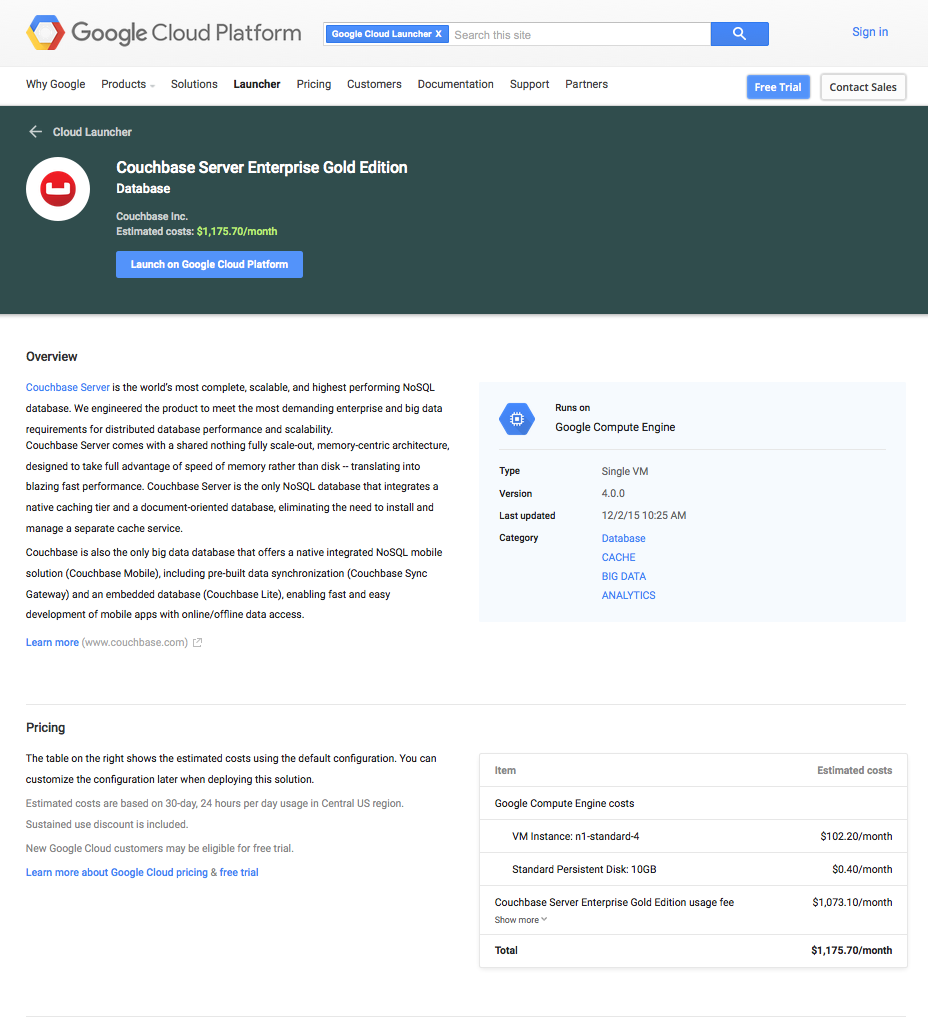 Google Cloud Platform
Google Cloud Launcher X Search this site
Sign in
Why Google Products Solutions Launcher Pricing Customers Documentation Support Partners
Free Trial Contact Sales
Cloud Launcher
Couchbase Server Enterprise Gold Edition
Database
Couchbase Inc.
Estimated costs: $1,175.70/month
Launch on Google Cloud Platform
Overview
Couchbase Server is the world's most complete, scalable, and highest performing NoSQL
database. We engineered the product to meet the most demanding enterprise and big data
requirements for distributed database performance and scalability.
Couchbase Server comes with a shared nothing fully scale-out, memory-centric architecture,
designed to take full advantage of speed of memory rather than disk -- translating into
blazing fast performance. Couchbase Server is the only NoSQL database that integrates a
native caching tier and a document-oriented database, eliminating the need to install and
manage a separate cache service.
Couchbase is also the only big data database that offers a native integrated NoSQL mobile
solution (Couchbase Mobile), including pre-built data synchronization (Couchbase Sync
Gateway) and an embedded database (Couchbase Lite), enabling fast and easy
development of mobile apps with online/offline data access.
Learn more (www.couchbase.com)
Runs on
Google Compute Engine
Type Single VM
Version 4.0.0
Last updated 12/2/15 10:25 AM
Category Database
CACHE
BIG DATA
ANALYTICS
Pricing
The table on the right shows the estimated costs using the default configuration. You can
customize the configuration later when deploying this solution.
Estimated costs are based on 30-day, 24 hours per day usage in Central US region.
Sustained use discount is included.
New Google Cloud customers may be eligible for free trial.
Learn more about Google Cloud pricing & free trial
Item Estimated costs
Google Compute Engine costs
VM Instance: n1-standard-4 $102.20/month
Standard Persistent Disk: 10GB $0.40/month
Couchbase Server Enterprise Gold Edition usage fee $1,073.10/month
Show more
Total $1,175.70/month